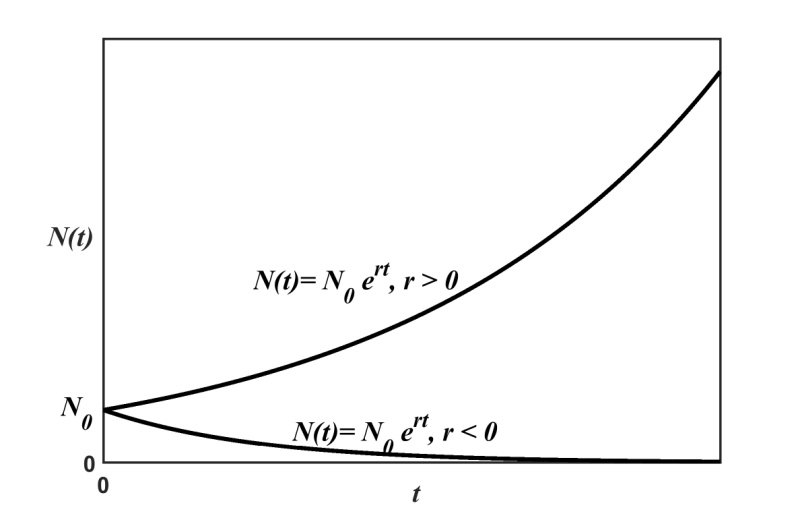 N(t)
N(t)= N₀ eʳᵗ, r > 0
N₀
N(t)= N₀ eʳᵗ, r < 0
0
0
t